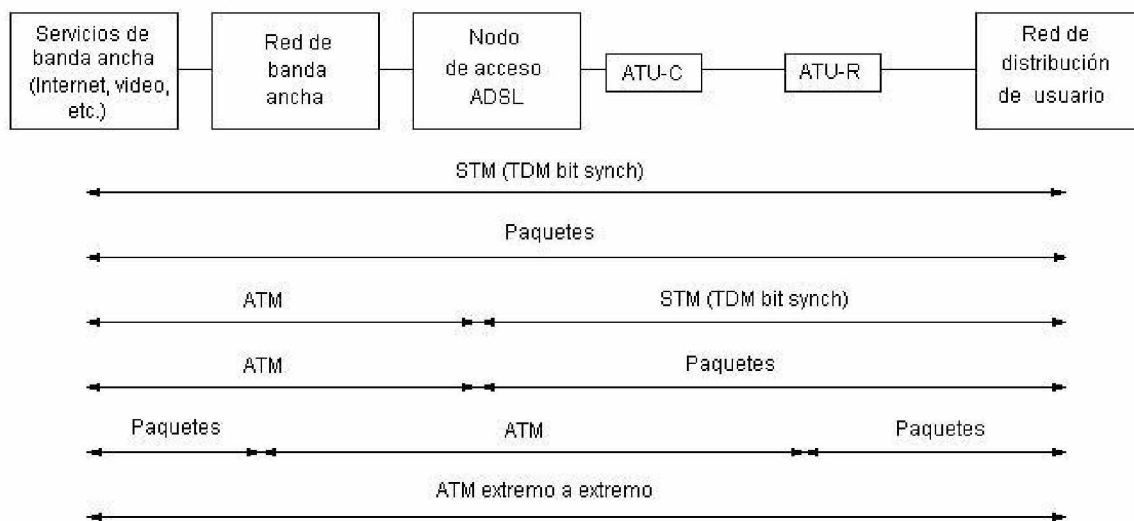 Servicios de
banda ancha
(Internet, video,
etc.)
Red de
banda
ancha
Nodo
de acceso
ADSL
ATU-C
ATU-R
Red de
distribución
de usuario
STM (TDM bit synch)
Paquetes
ATM
STM (TDM bit synch)
ATM
Paquetes
Paquetes
ATM
Paquetes
ATM extremo a extremo